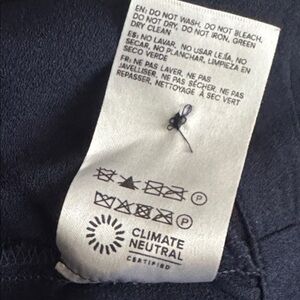 EN: DO NOT WASH, DO NOT BLEACH,
DO NOT DRY, DO NOT IRON, GREEN
DRY CLEAN
ES: NO LAVAR, NO USAR LEJÍA, NO
SECAR, NO PLANCHAR, LIMPIEZA EN
SECO VERDE
FR: NE PAS LAVER, NE PAS
JAVELLISER, NE PAS SÉCHER, NE PAS
REPASSER, NETTOYAGE À SEC VERT
P
P
CLIMATE
NEUTRAL
CERTIFIED